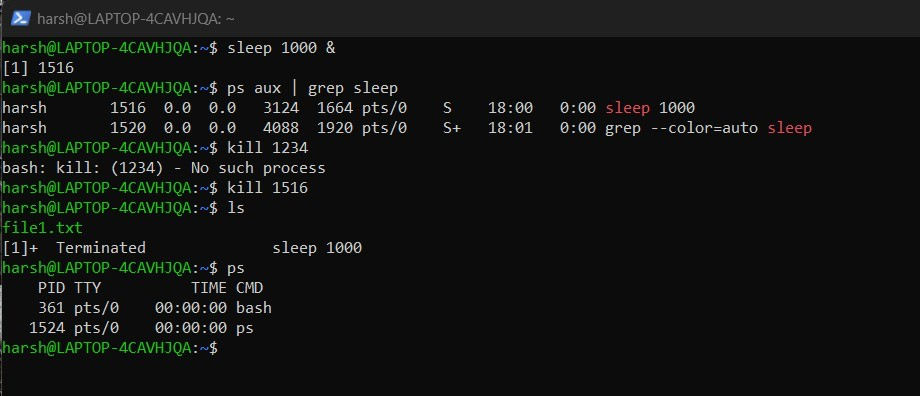 harsh@LAPTOP-4CAVHJQA: ~
harsh@LAPTOP-4CAVHJQA:~$ sleep 1000 &
[1] 1516
harsh@LAPTOP-4CAVHJQA:~$ ps aux | grep sleep
harsh       1516  0.0  0.0   3124  1664 pts/0    S    18:00   0:00 sleep 1000
harsh       1520  0.0  0.0   4088  1920 pts/0    S+   18:01   0:00 grep --color=auto sleep
harsh@LAPTOP-4CAVHJQA:~$ kill 1234
bash: kill: (1234) - No such process
harsh@LAPTOP-4CAVHJQA:~$ kill 1516
harsh@LAPTOP-4CAVHJQA:~$ ls
file1.txt
[1]+  Terminated              sleep 1000
harsh@LAPTOP-4CAVHJQA:~$ ps
    PID TTY          TIME CMD
    361 pts/0    00:00:00 bash
   1524 pts/0    00:00:00 ps
harsh@LAPTOP-4CAVHJQA:~$